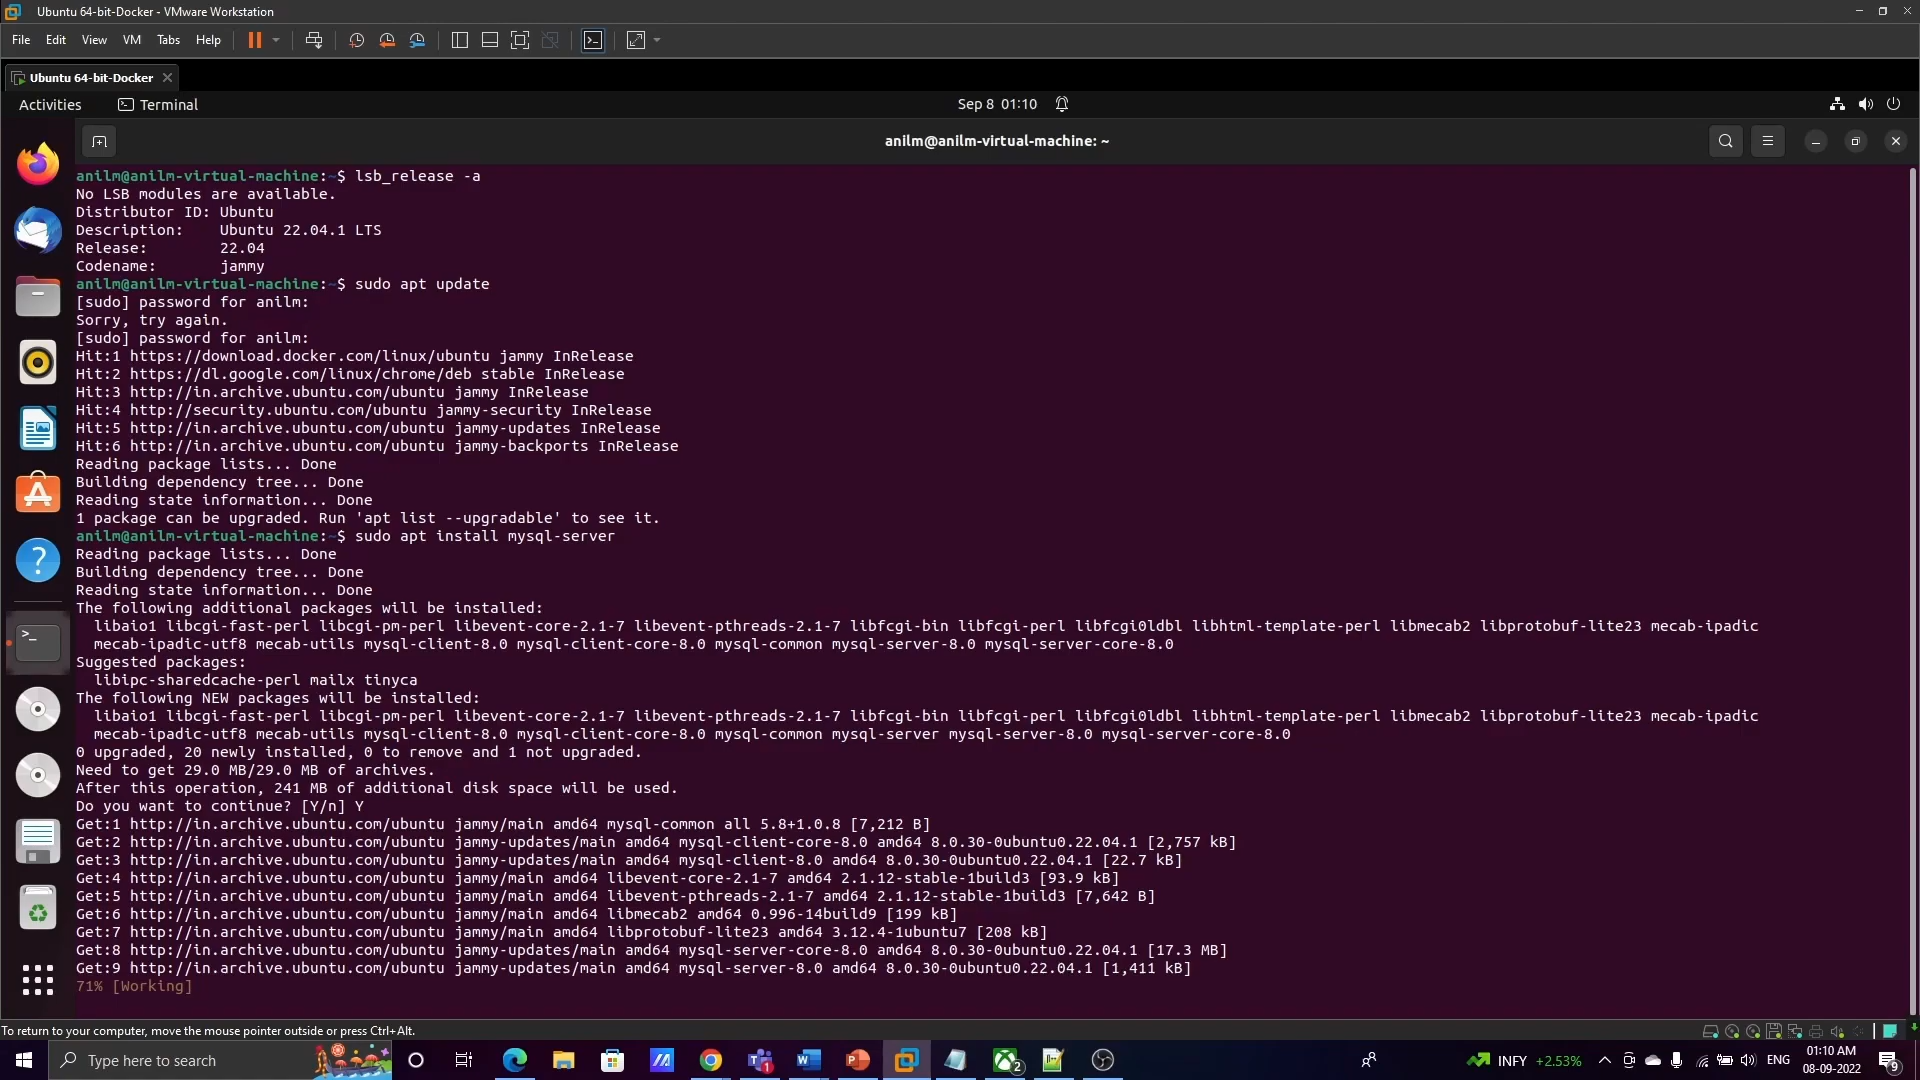 Ubuntu 64-bit-Docker - VMware Workstation
File Edit View VM Tabs Help
Ubuntu 64-bit-Docker
Activities Terminal Sep 8 01:10
anilm@anilm-virtual-machine: ~
anilm@anilm-virtual-machine:~$ lsb_release -a
No LSB modules are available.
Distributor ID: Ubuntu
Description: Ubuntu 22.04.1 LTS
Release: 22.04
Codename: jammy
anilm@anilm-virtual-machine:~$ sudo apt update
[sudo] password for anilm:
Sorry, try again.
[sudo] password for anilm:
Hit:1 https://download.docker.com/linux/ubuntu jammy InRelease
Hit:2 https://dl.google.com/linux/chrome/deb stable InRelease
Hit:3 http://in.archive.ubuntu.com/ubuntu jammy InRelease
Hit:4 http://security.ubuntu.com/ubuntu jammy-security InRelease
Hit:5 http://in.archive.ubuntu.com/ubuntu jammy-updates InRelease
Hit:6 http://in.archive.ubuntu.com/ubuntu jammy-backports InRelease
Reading package lists... Done
Building dependency tree... Done
Reading state information... Done
1 package can be upgraded. Run 'apt list --upgradable' to see it.
anilm@anilm-virtual-machine:~$ sudo apt install mysql-server
Reading package lists... Done
Building dependency tree... Done
Reading state information... Done
The following additional packages will be installed:
libaio1 libcgi-fast-perl libcgi-pm-perl libevent-core-2.1-7 libevent-pthreads-2.1-7 libfcgi-bin libfcgi-perl libfcgi0ldbl libhtml-template-perl libmecab2 libprotobuf-lite23 mecab-ipadic
mecab-ipadic-utf8 mecab-utils mysql-client-8.0 mysql-client-core-8.0 mysql-common mysql-server-8.0 mysql-server-core-8.0
Suggested packages:
libipc-sharedcache-perl mailx tinyca
The following NEW packages will be installed:
libaio1 libcgi-fast-perl libcgi-pm-perl libevent-core-2.1-7 libevent-pthreads-2.1-7 libfcgi-bin libfcgi-perl libfcgi0ldbl libhtml-template-perl libmecab2 libprotobuf-lite23 mecab-ipadic
mecab-ipadic-utf8 mecab-utils mysql-client-8.0 mysql-client-core-8.0 mysql-common mysql-server mysql-server-8.0 mysql-server-core-8.0
0 upgraded, 20 newly installed, 0 to remove and 1 not upgraded.
Need to get 29.0 MB/29.0 MB of archives.
After this operation, 241 MB of additional disk space will be used.
Do you want to continue? [Y/n] Y
Get:1 http://in.archive.ubuntu.com/ubuntu jammy/main amd64 mysql-common all 5.8+1.0.8 [7,212 B]
Get:2 http://in.archive.ubuntu.com/ubuntu jammy-updates/main amd64 mysql-client-core-8.0 amd64 8.0.30-0ubuntu0.22.04.1 [2,757 kB]
Get:3 http://in.archive.ubuntu.com/ubuntu jammy-updates/main amd64 mysql-client-8.0 amd64 8.0.30-0ubuntu0.22.04.1 [22.7 kB]
Get:4 http://in.archive.ubuntu.com/ubuntu jammy/main amd64 libevent-core-2.1-7 amd64 2.1.12-stable-1build3 [93.9 kB]
Get:5 http://in.archive.ubuntu.com/ubuntu jammy/main amd64 libevent-pthreads-2.1-7 amd64 2.1.12-stable-1build3 [7,642 B]
Get:6 http://in.archive.ubuntu.com/ubuntu jammy/main amd64 libmecab2 amd64 0.996-14build9 [199 kB]
Get:7 http://in.archive.ubuntu.com/ubuntu jammy/main amd64 libprotobuf-lite23 amd64 3.12.4-1ubuntu7 [208 kB]
Get:8 http://in.archive.ubuntu.com/ubuntu jammy-updates/main amd64 mysql-server-core-8.0 amd64 8.0.30-0ubuntu0.22.04.1 [17.3 MB]
Get:9 http://in.archive.ubuntu.com/ubuntu jammy-updates/main amd64 mysql-server-8.0 amd64 8.0.30-0ubuntu0.22.04.1 [1,411 kB]
71% [Working]
To return to your computer, move the mouse pointer outside or press Ctrl+Alt.
Type here to search
INFY +2.53%
ENG
01:10 AM
08-09-2022